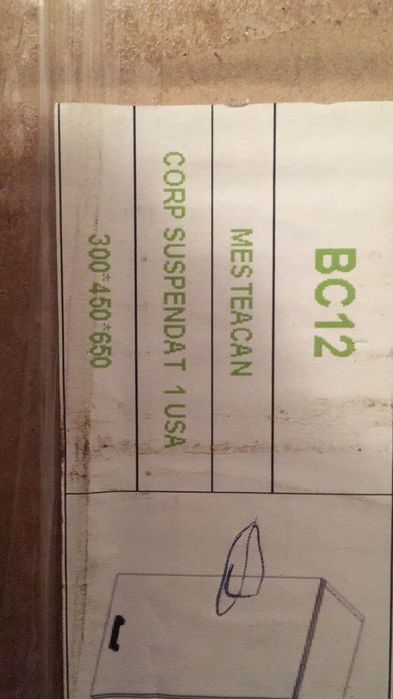 BC12
MESTEACAN
CORP SUSPENDAT 1 USA
300*450*650